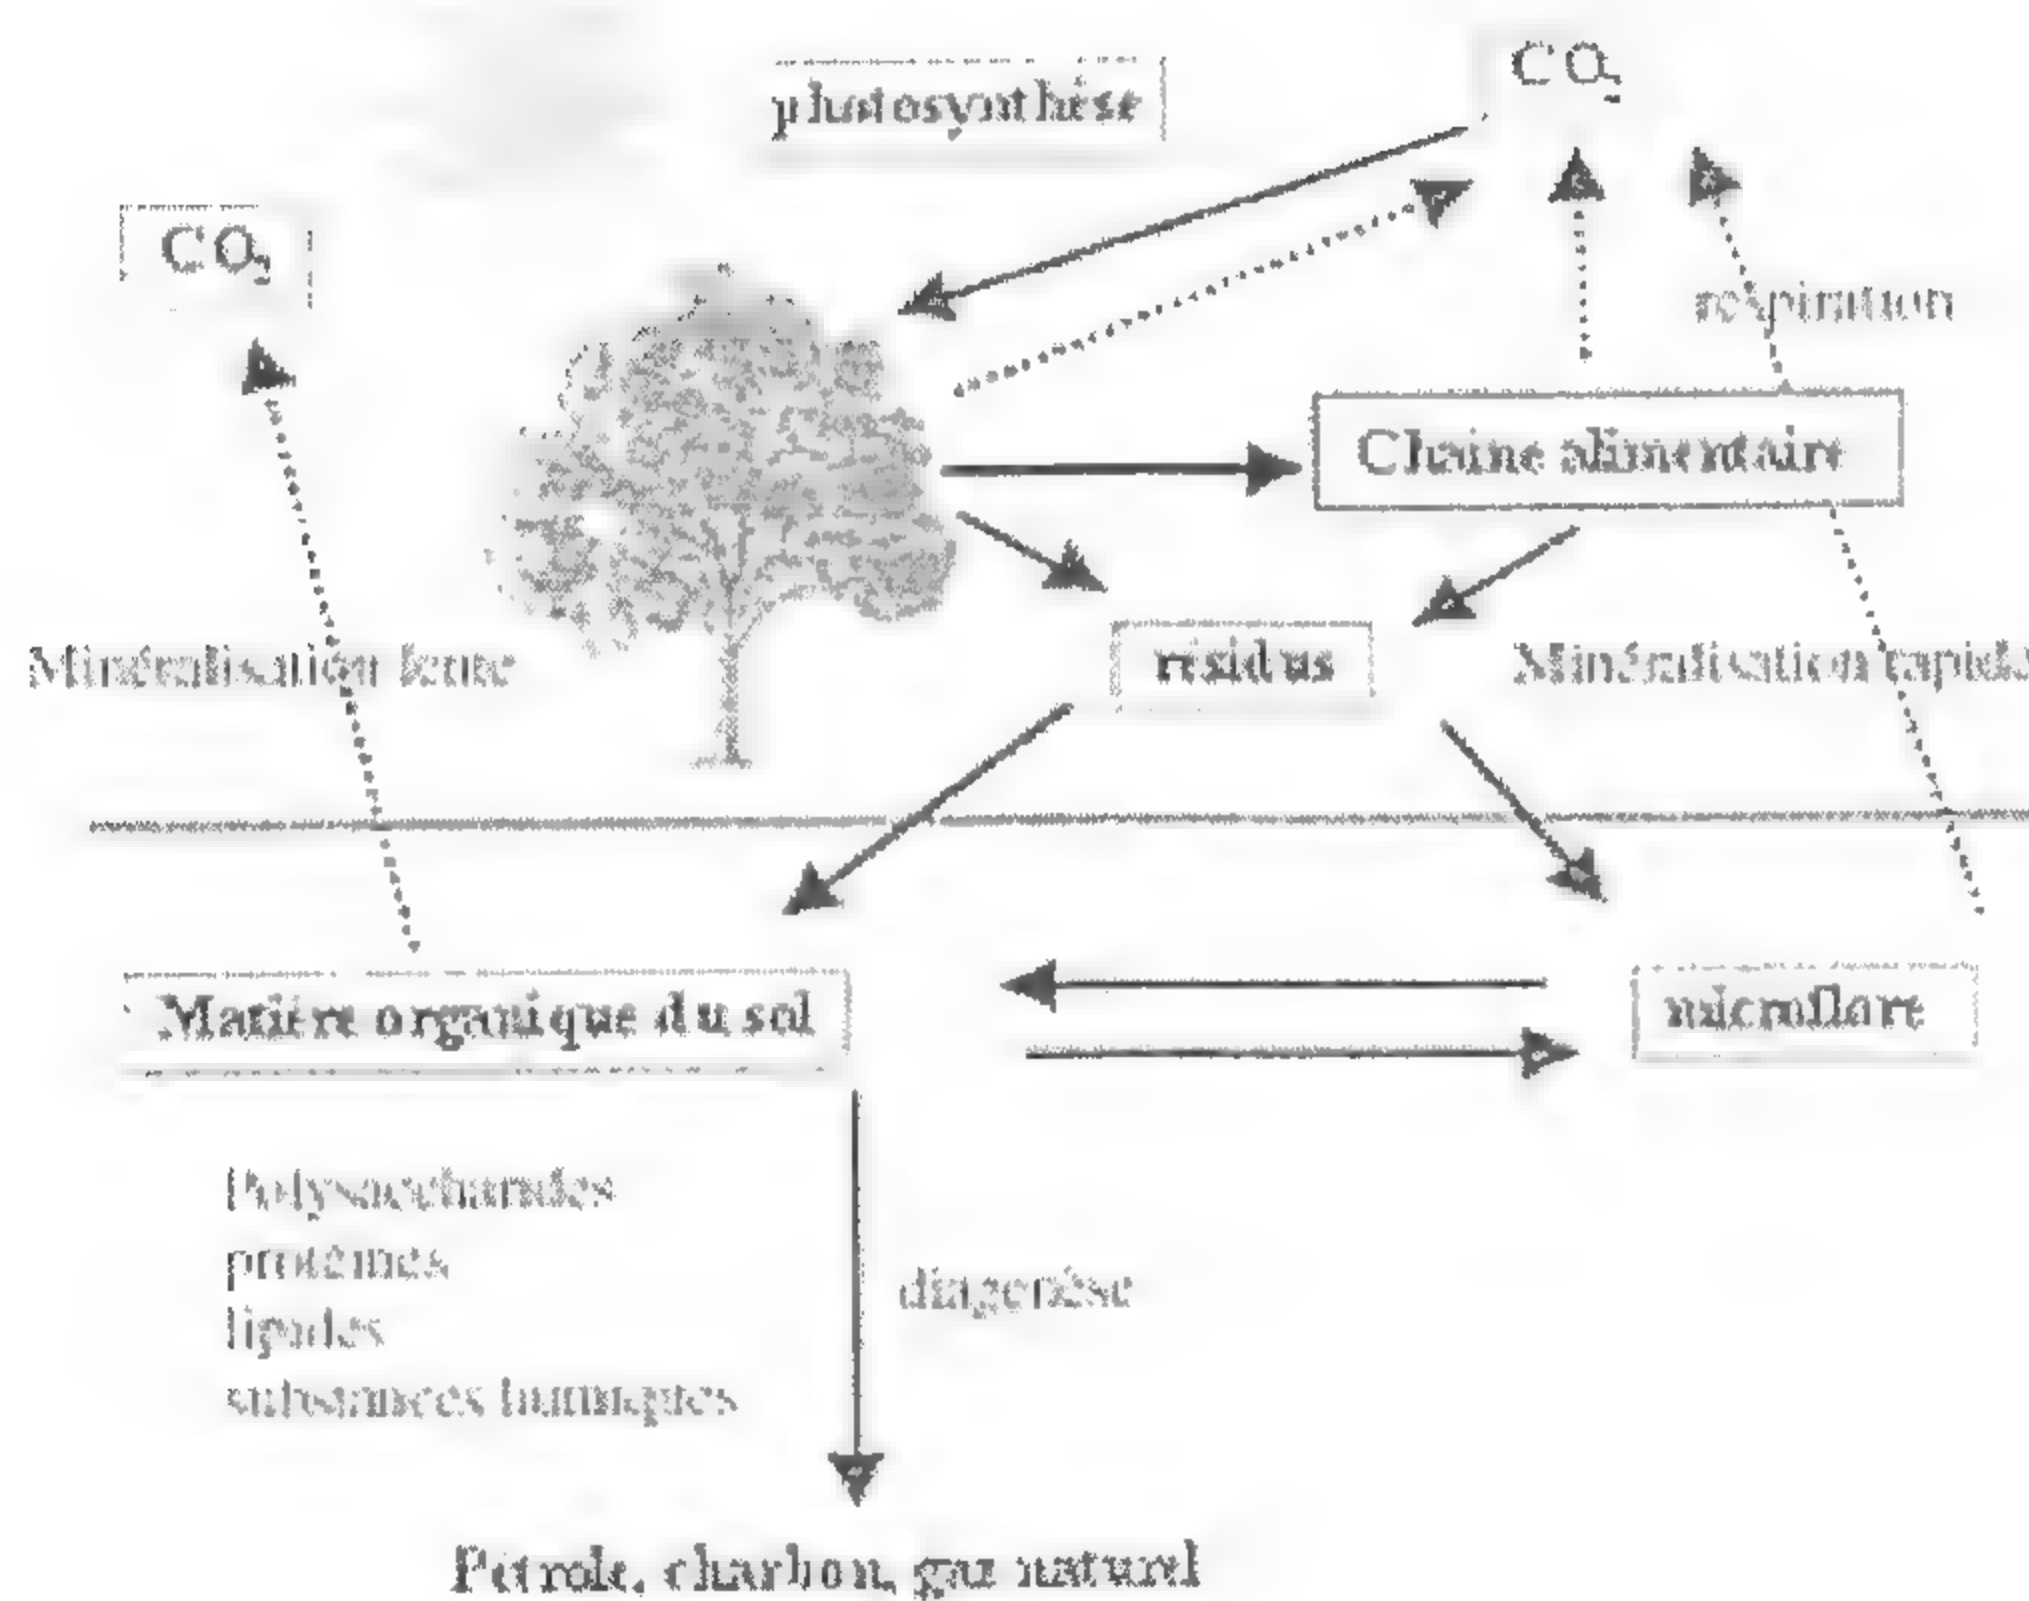 photosynthèse
CO₂
CO₂
respiration
Chaine alimentaire
Minéralisation lente
résidus
Minéralisation rapide
Matière organique du sol
microflore
Polysaccharides
protéines
lipides
diagenèse
substances humiques
Pétrole, charbon, gaz naturel